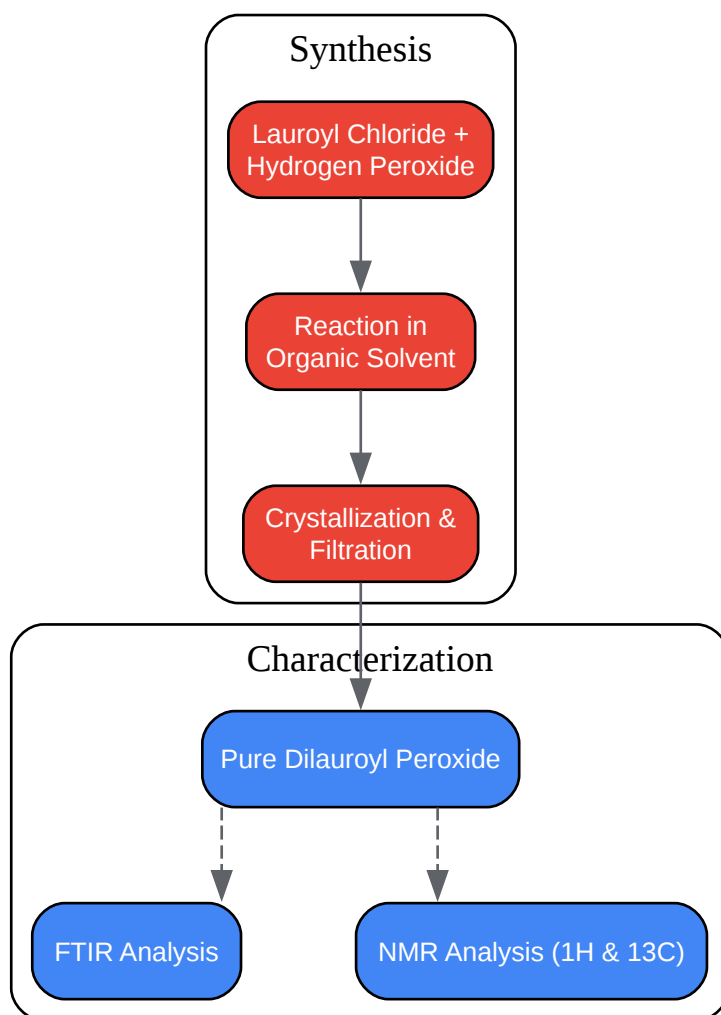 Synthesis
Lauroyl Chloride +
Hydrogen Peroxide
Reaction in
Organic Solvent
Crystallization &
Filtration
Characterization
Pure Dilauroyl Peroxide
FTIR Analysis
NMR Analysis (1H & 13C)